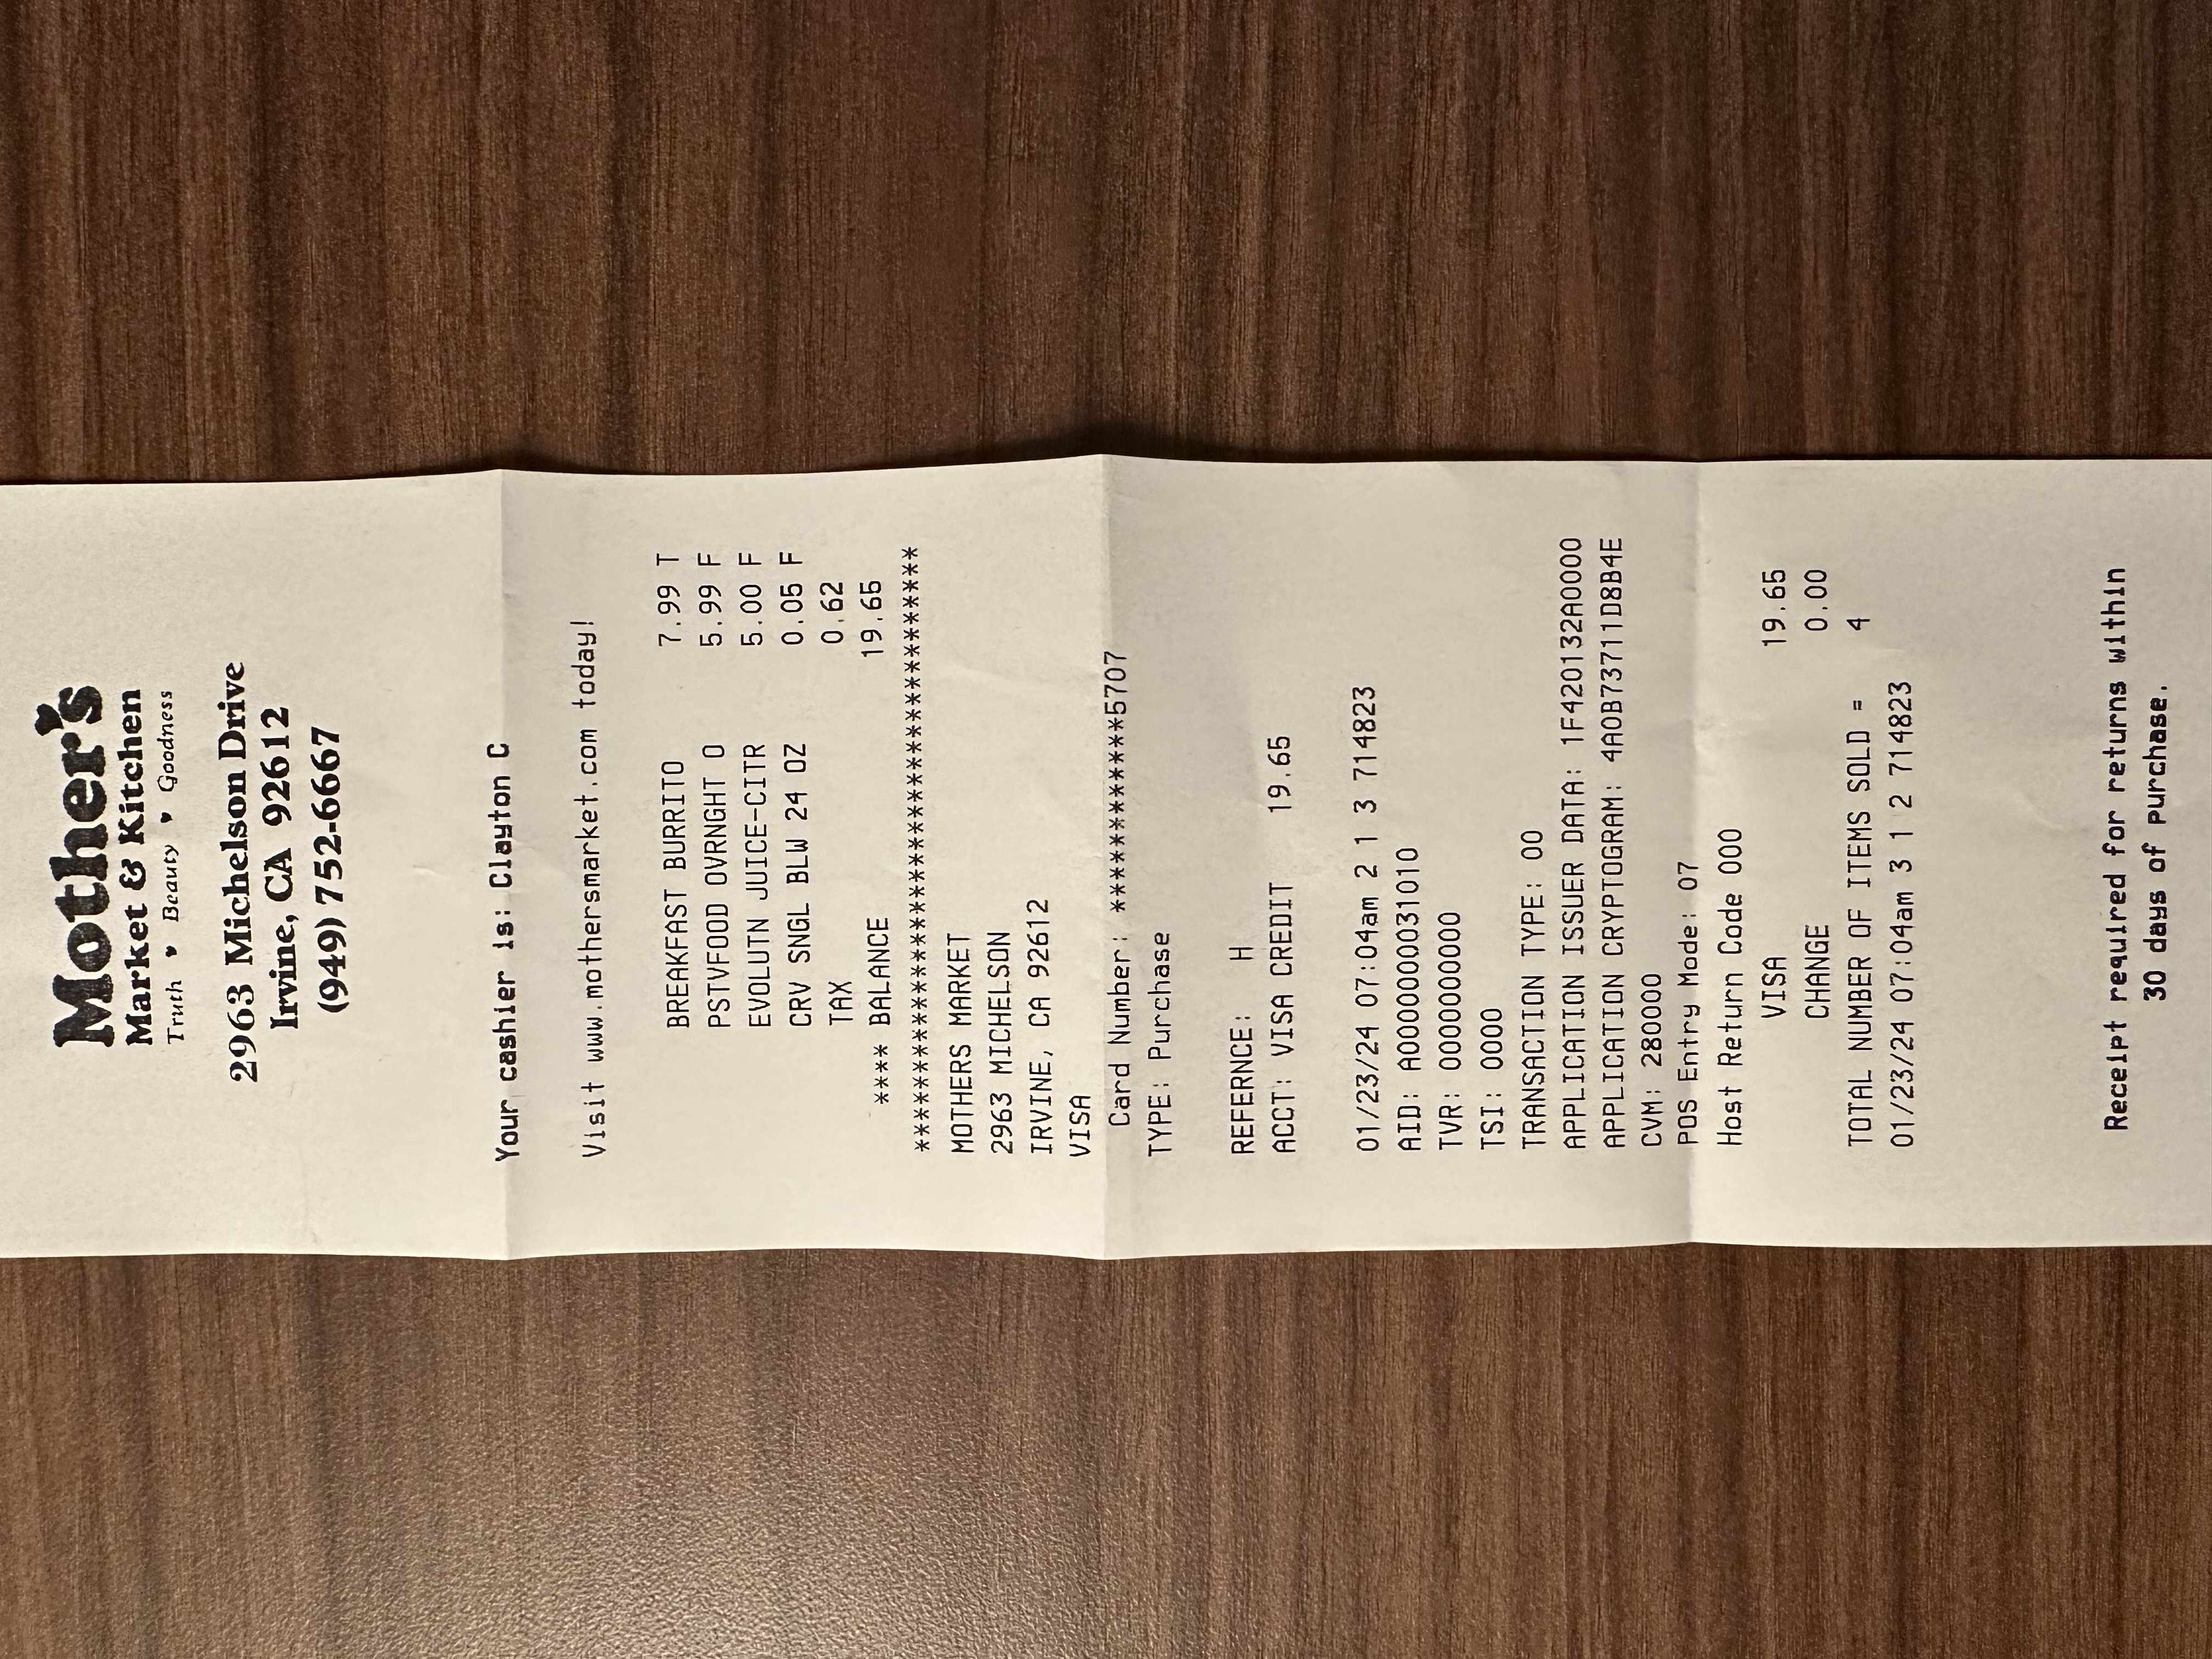 Mother's
Market & Kitchen
Truth ♥ Beauty ♥ Goodness
2963 Michelson Drive
Irvine, CA 92612
(949) 752-6667
Your cashier is: Clayton C
Visit www.mothersmarket.com today!
BREAKFAST BURRITO 7.99 T
PSTVFOOD OVRNGHT O 5.99 F
EVOLUTN JUICE-CITR 5.00 F
CRV SNGL BLW 24 OZ 0.05 F
TAX 0.62
**** BALANCE 19.65
**************************************
MOTHERS MARKET
2963 MICHELSON
IRVINE, CA 92612
VISA
Card Number: ************5707
TYPE: Purchase
REFERNCE: H
ACCT: VISA CREDIT 19.65
01/23/24 07:04am 2 1 3 714823
AID: A0000000031010
TVR: 0000000000
TSI: 0000
TRANSACTION TYPE: 00
APPLICATION ISSUER DATA: 1F420132A0000
APPLICATION CRYPTOGRAM: 4A0B73711D8B4E
CVM: 280000
POS Entry Mode: 07
Host Return Code 000
VISA 19.65
CHANGE 0.00
TOTAL NUMBER OF ITEMS SOLD = 4
01/23/24 07:04am 3 1 2 714823
Receipt required for returns within
30 days of purchase.